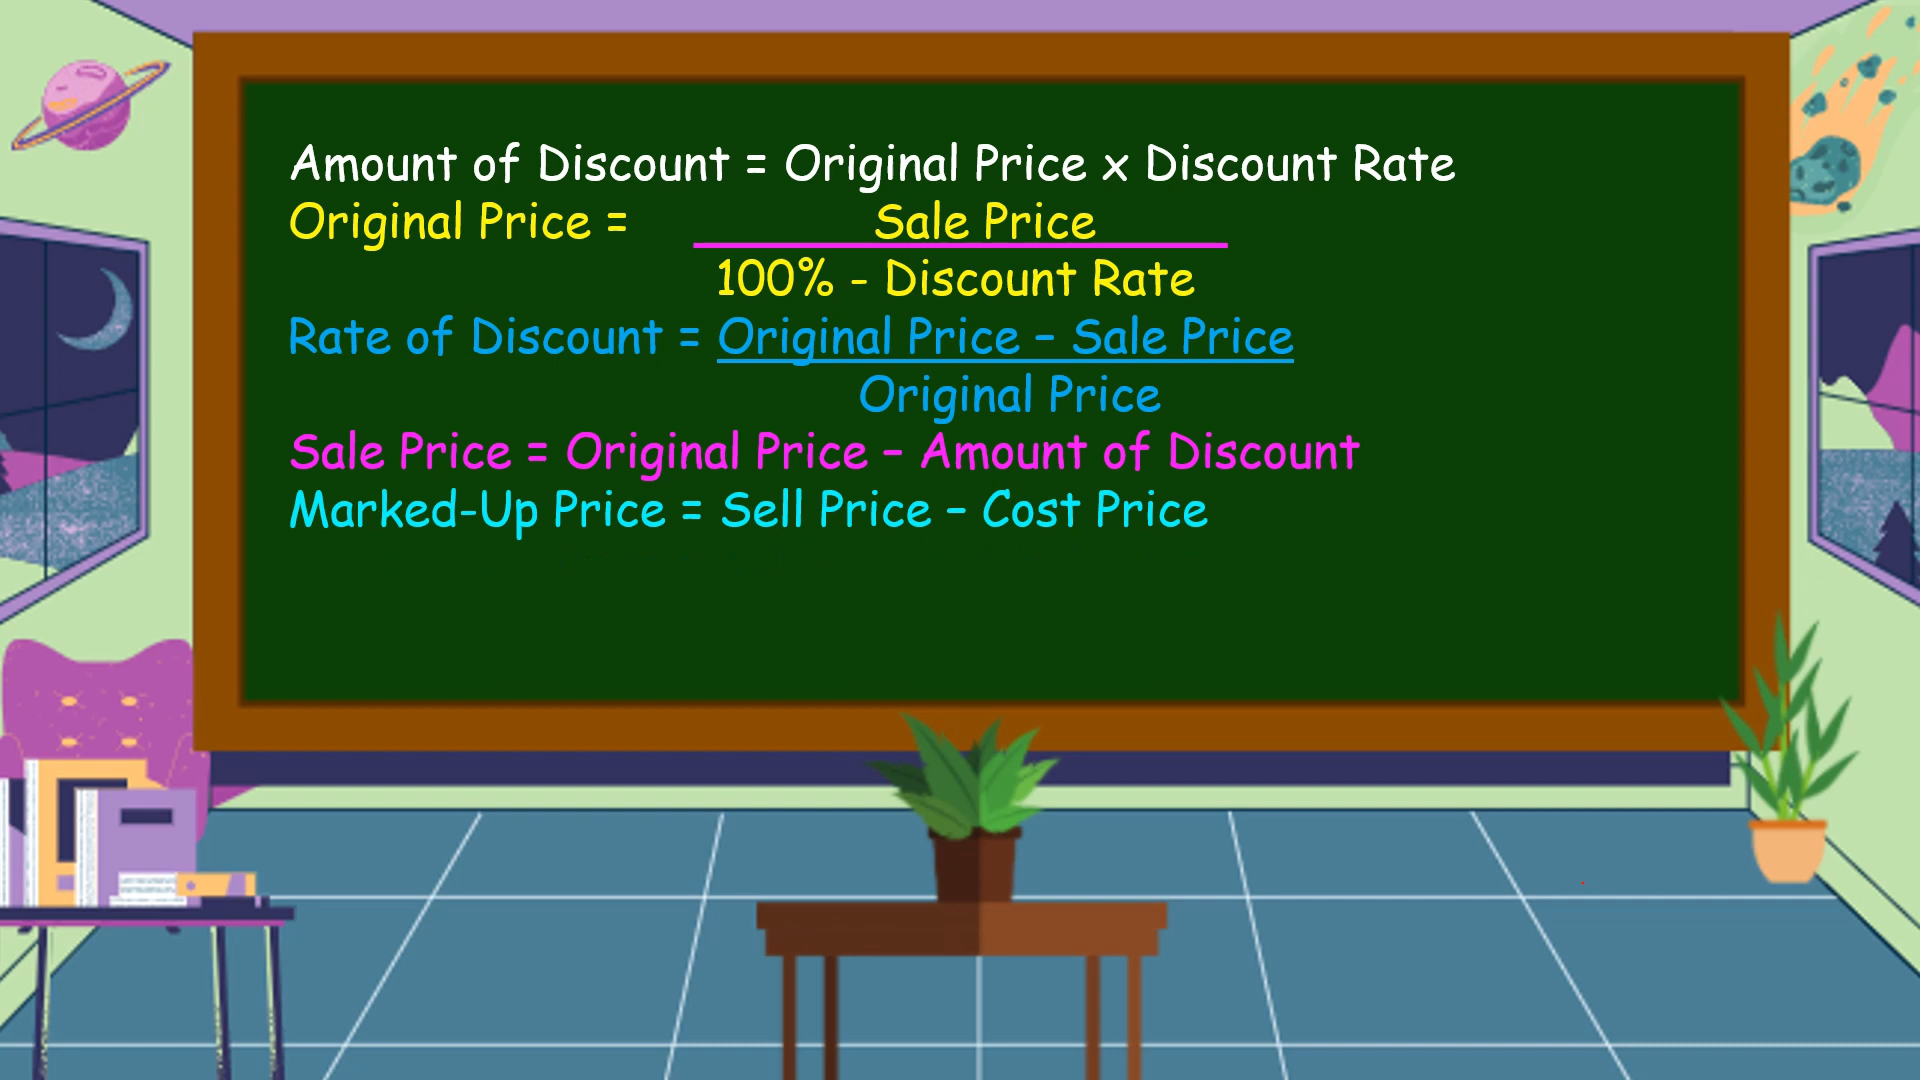 Amount of Discount = Original Price x Discount Rate
Original Price = Sale Price
100% - Discount Rate
Rate of Discount = Original Price – Sale Price
Original Price
Sale Price = Original Price – Amount of Discount
Marked-Up Price = Sell Price – Cost Price